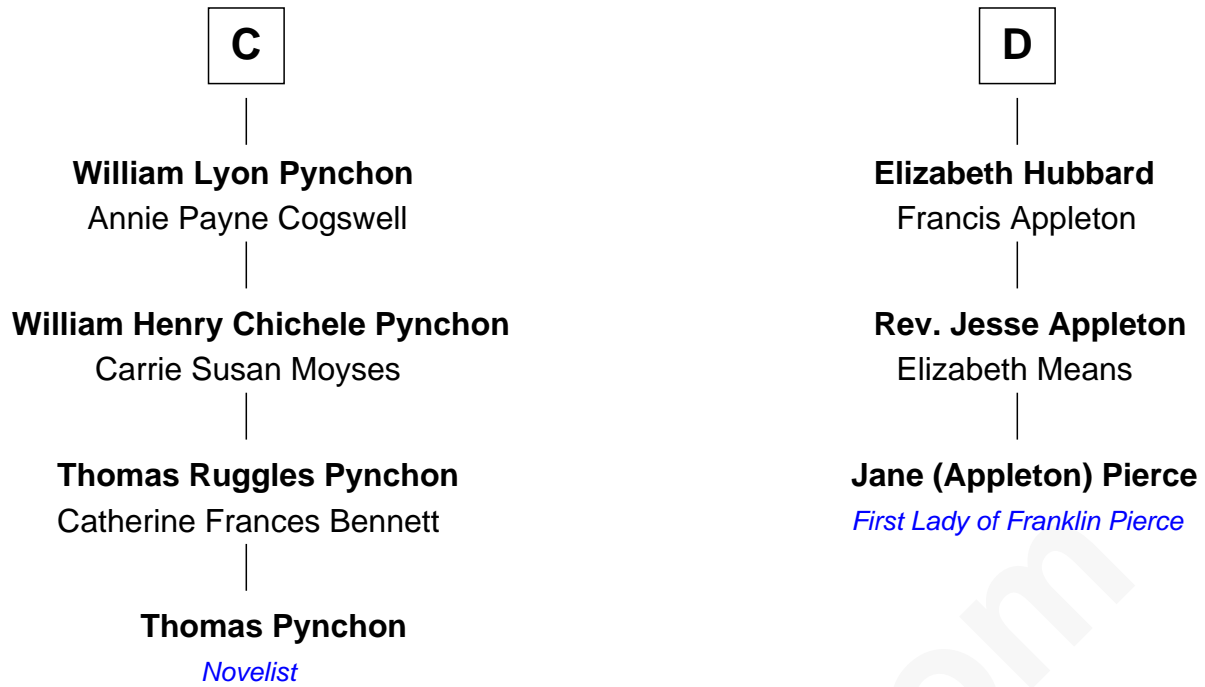 C
William Lyon Pynchon
Annie Payne Cogswell
William Henry Chichele Pynchon
Carrie Susan Moyses
Thomas Ruggles Pynchon
Catherine Frances Bennett
Thomas Pynchon
Novelist
D
Elizabeth Hubbard
Francis Appleton
Rev. Jesse Appleton
Elizabeth Means
Jane (Appleton) Pierce
First Lady of Franklin Pierce